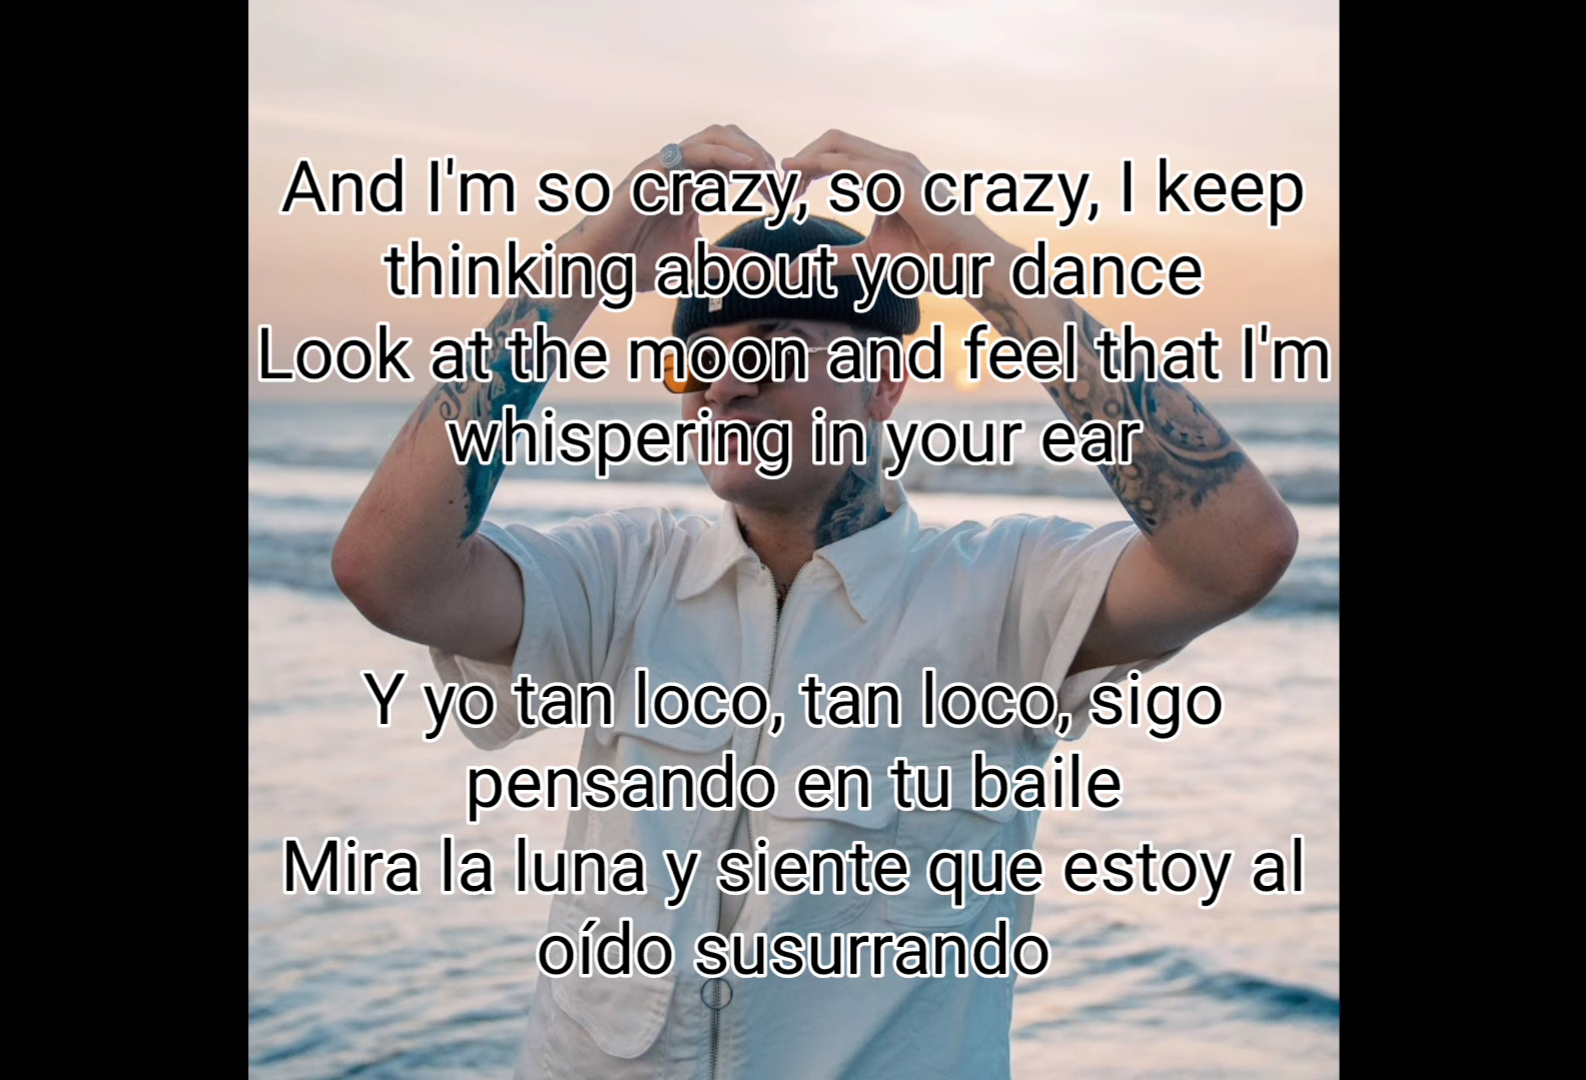 And I'm so crazy, so crazy, I keep
thinking about your dance
Look at the moon and feel that I'm
whispering in your ear
Y yo tan loco, tan loco, sigo
pensando en tu baile
Mira la luna y siente que estoy al
oído susurrando